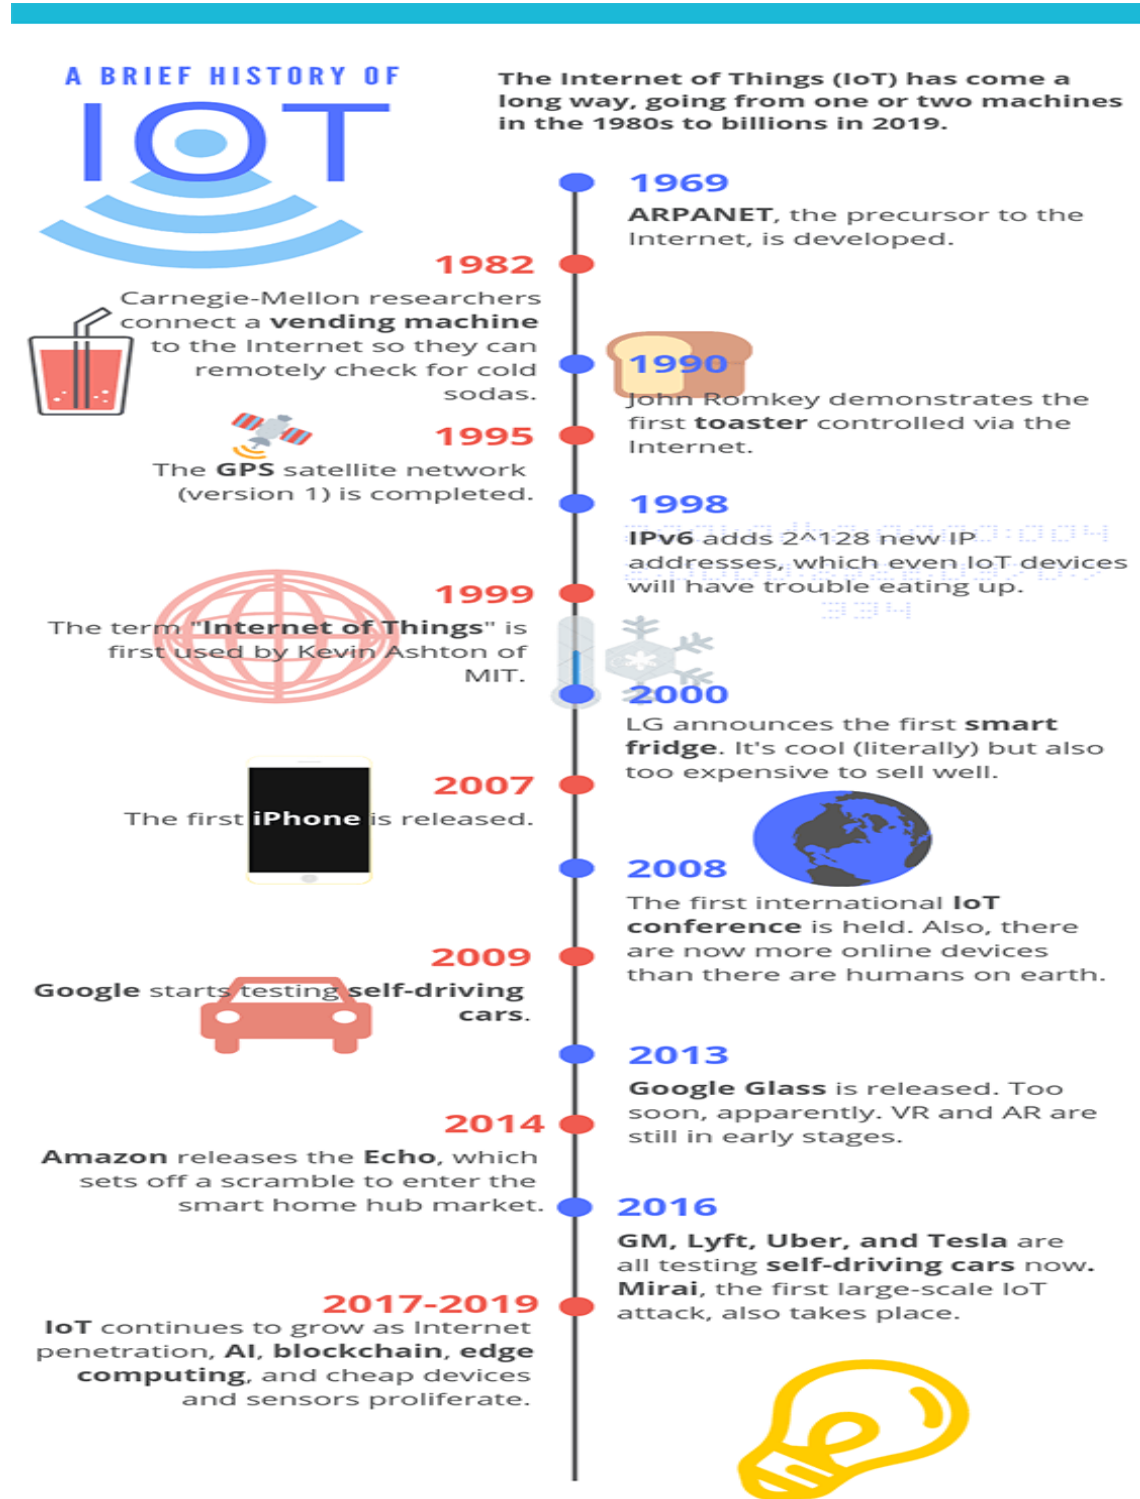 A BRIEF HISTORY OF
IOT
The Internet of Things (IoT) has come a
long way, going from one or two machines
in the 1980s to billions in 2019.
1969
ARPANET, the precursor to the
Internet, is developed.
1982
Carnegie-Mellon researchers
connect a vending machine
to the Internet so they can
remotely check for cold
sodas.
1990
John Romkey demonstrates the
first toaster controlled via the
Internet.
1995
The GPS satellite network
(version 1) is completed.
1998
IPv6 adds 2^128 new IP
addresses, which even IoT devices
will have trouble eating up.
334
1999
The term "Internet of Things" is
first used by Kevin Ashton of
MIT.
2000
LG announces the first smart
fridge. It's cool (literally) but also
too expensive to sell well.
2007
The first iPhone is released.
2008
The first international IoT
conference is held. Also, there
are now more online devices
than there are humans on earth.
2009
Google starts testing self-driving
cars.
2013
Google Glass is released. Too
soon, apparently. VR and AR are
still in early stages.
2014
Amazon releases the Echo, which
sets off a scramble to enter the
smart home hub market.
2016
GM, Lyft, Uber, and Tesla are
all testing self-driving cars now.
Mirai, the first large-scale IoT
attack, also takes place.
2017-2019
IoT continues to grow as Internet
penetration, AI, blockchain, edge
computing, and cheap devices
and sensors proliferate.